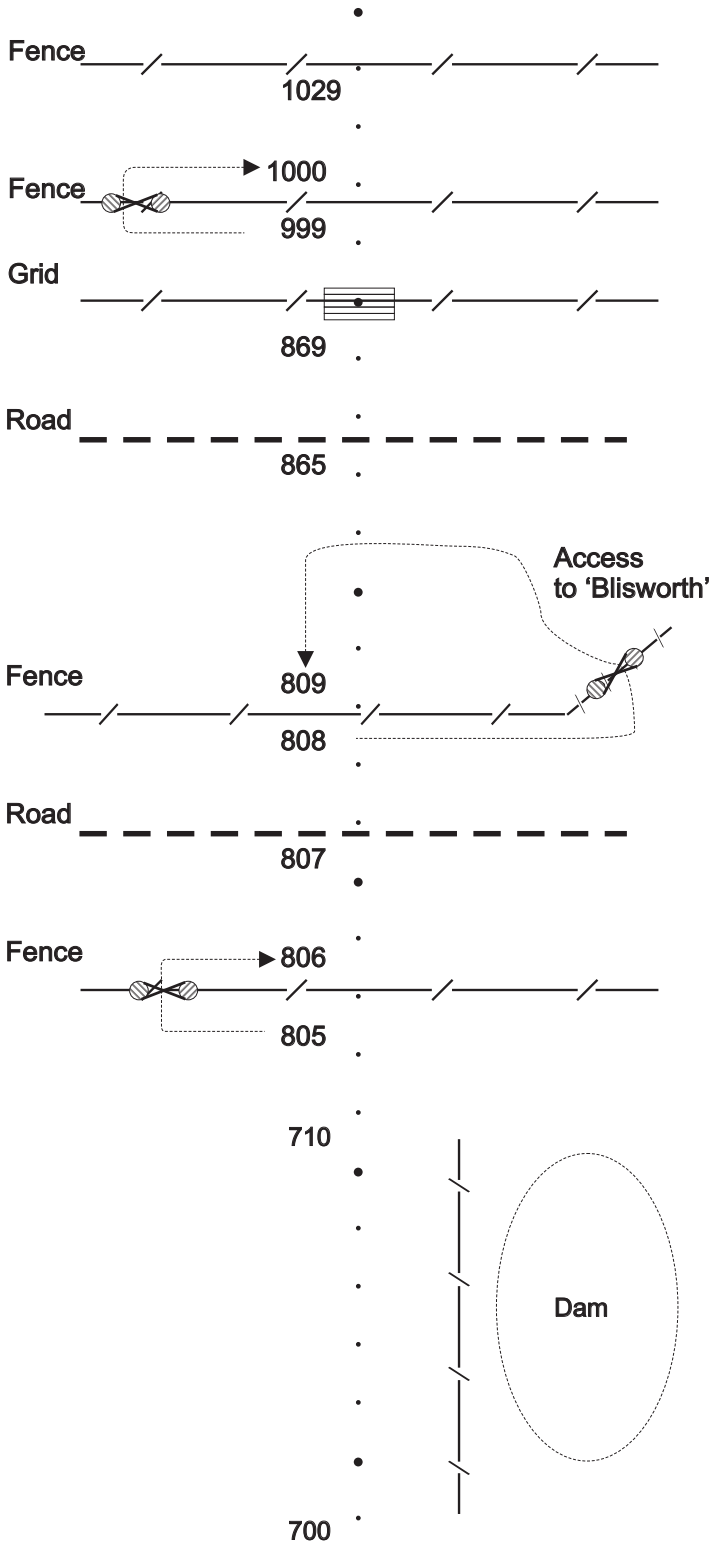 Fence
1029
1000
Fence
999
Grid
869
Road
865
Access
to ‘Blisworth’
Fence
809
808
Road
807
Fence
806
805
710
Dam
700